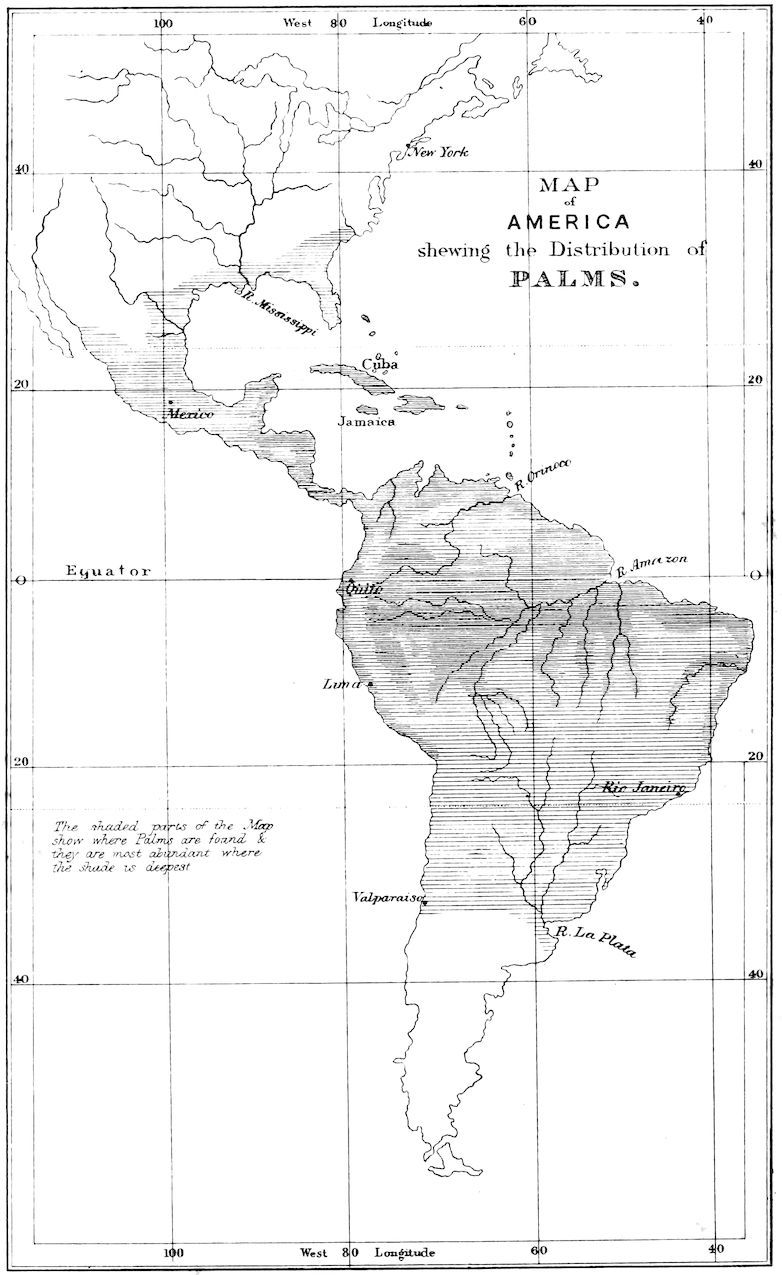 100 West 80 Longitude 60 40
New York
40 40
MAP
of
AMERICA
shewing the Distribution of
PALMS.
R. Mississippi
Cuba
20 20
Mexico
Jamaica
R. Orinoco
Equator
R. Amazon
0 0
Quito
Lima
20 20
Rio Janeiro
The shaded parts of the Map
show where Palms are found &
they are most abundant where
the shade is deepest
Valparaiso
R. La Plata
40 40
100 West 80 Longitude 60 40